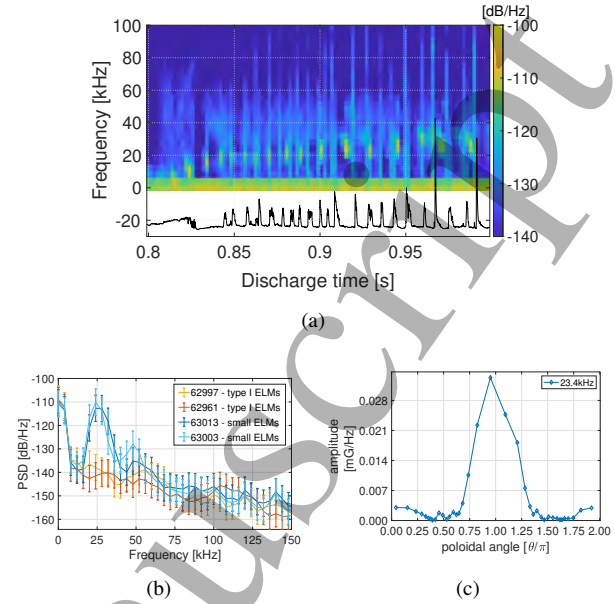 [dB/Hz]
Frequency [kHz]
100
80
60
40
20
0
-20
-100
-110
-120
-130
-140
0.8
0.85
0.9
0.95
Discharge time [s]
(a)
PSD [dB/Hz]
-100
-110
-120
-130
-140
-150
-160
62997 - type I ELMs
62961 - type I ELMs
63013 - small ELMs
63003 - small ELMs
0
25
50
75
100
125
150
Frequency [kHz]
(b)
amplitude
[mG/Hz]
0.028
0.021
0.014
0.007
0.000
23.4kHz
0.00 0.25 0.50 0.75 1.00 1.25 1.50 1.75 2.00
poloidal angle [θ/π]
(c)
uscript